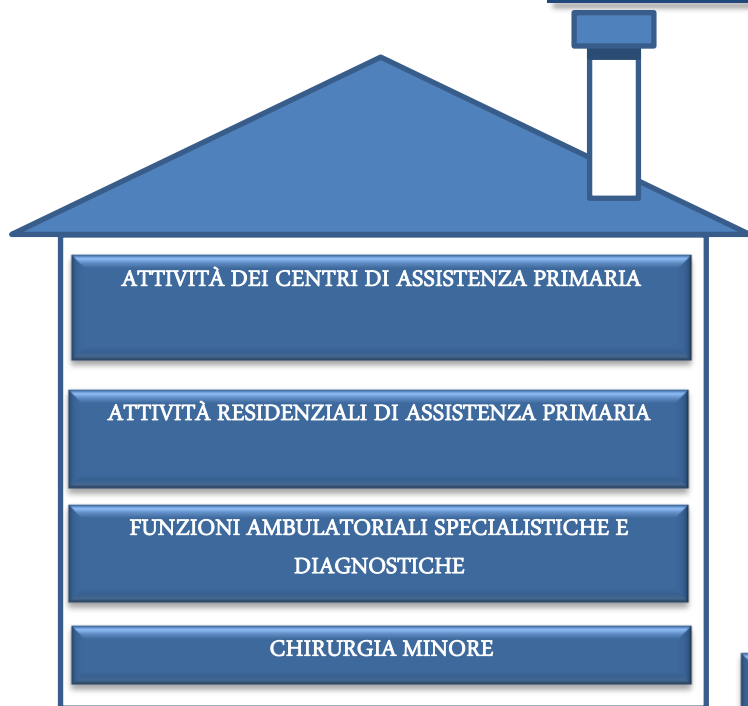 ATTIVITÀ DEI CENTRI DI ASSISTENZA PRIMARIA
ATTIVITÀ RESIDENZIALI DI ASSISTENZA PRIMARIA
FUNZIONI AMBULATORIALI SPECIALISTICHE E
DIAGNOSTICHE
CHIRURGIA MINORE